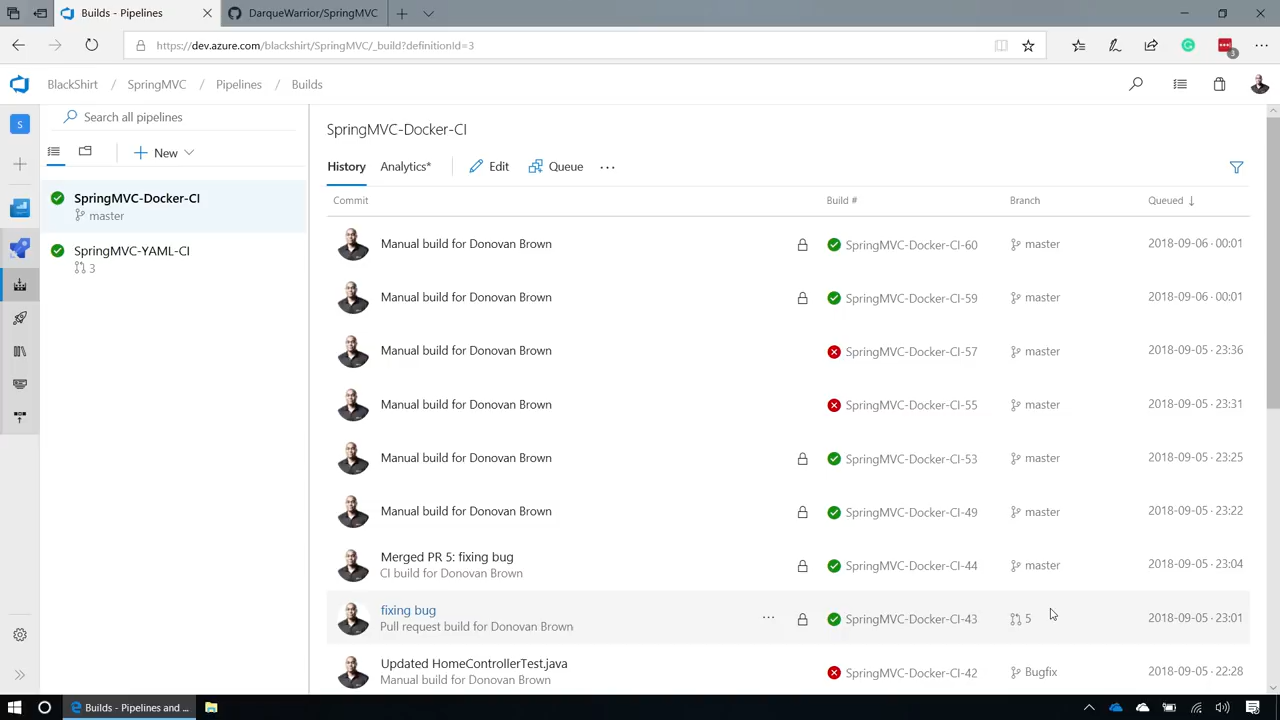 Builds - Pipelines
DarqueWarrior/SpringMVC
https://dev.azure.com/blackshirt/SpringMVC/_build?definitionId=3
3
BlackShirt / SpringMVC / Pipelines / Builds
S
Search all pipelines
New
SpringMVC-Docker-CI
master
SpringMVC-YAML-CI
3
SpringMVC-Docker-CI
History Analytics* Edit Queue ...
Commit Build # Branch Queued ↓
Manual build for Donovan Brown SpringMVC-Docker-CI-60 master 2018-09-06 · 00:01
Manual build for Donovan Brown SpringMVC-Docker-CI-59 master 2018-09-06 · 00:01
Manual build for Donovan Brown SpringMVC-Docker-CI-57 master 2018-09-05 · 23:36
Manual build for Donovan Brown SpringMVC-Docker-CI-55 master 2018-09-05 · 23:31
Manual build for Donovan Brown SpringMVC-Docker-CI-53 master 2018-09-05 · 23:25
Manual build for Donovan Brown SpringMVC-Docker-CI-49 master 2018-09-05 · 23:22
Merged PR 5: fixing bug
CI build for Donovan Brown SpringMVC-Docker-CI-44 master 2018-09-05 · 23:04
fixing bug
Pull request build for Donovan Brown ... SpringMVC-Docker-CI-43 5 2018-09-05 · 23:01
Updated HomeControllerTest.java
Manual build for Donovan Brown SpringMVC-Docker-CI-42 Bugfix 2018-09-05 · 22:28
Builds - Pipelines and ...